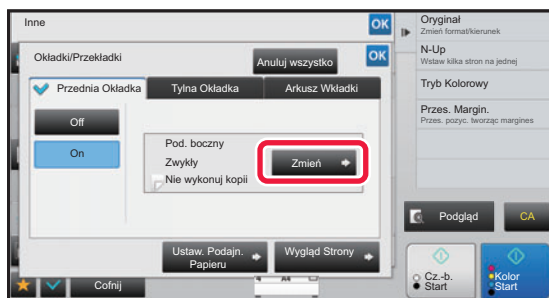 Inne
OK
Okładki/Przekładki
Anuluj wszystko
OK
Przednia Okładka
Tylna Okładka
Arkusz Wkładki
Off
On
Pod. boczny
Zwykły
Nie wykonuj kopii
Zmień
Ustaw. Podajn.
Papieru
Wygląd Strony
Cofnij
A4
Oryginał
Zmień format/kierunek
N-Up
Wstaw kilka stron na jednej
Tryb Kolorowy
Przes. Margin.
Przes. pozyc. tworząc margines
Podgląd
CA
Cz.-b.
Start
Kolor
Start